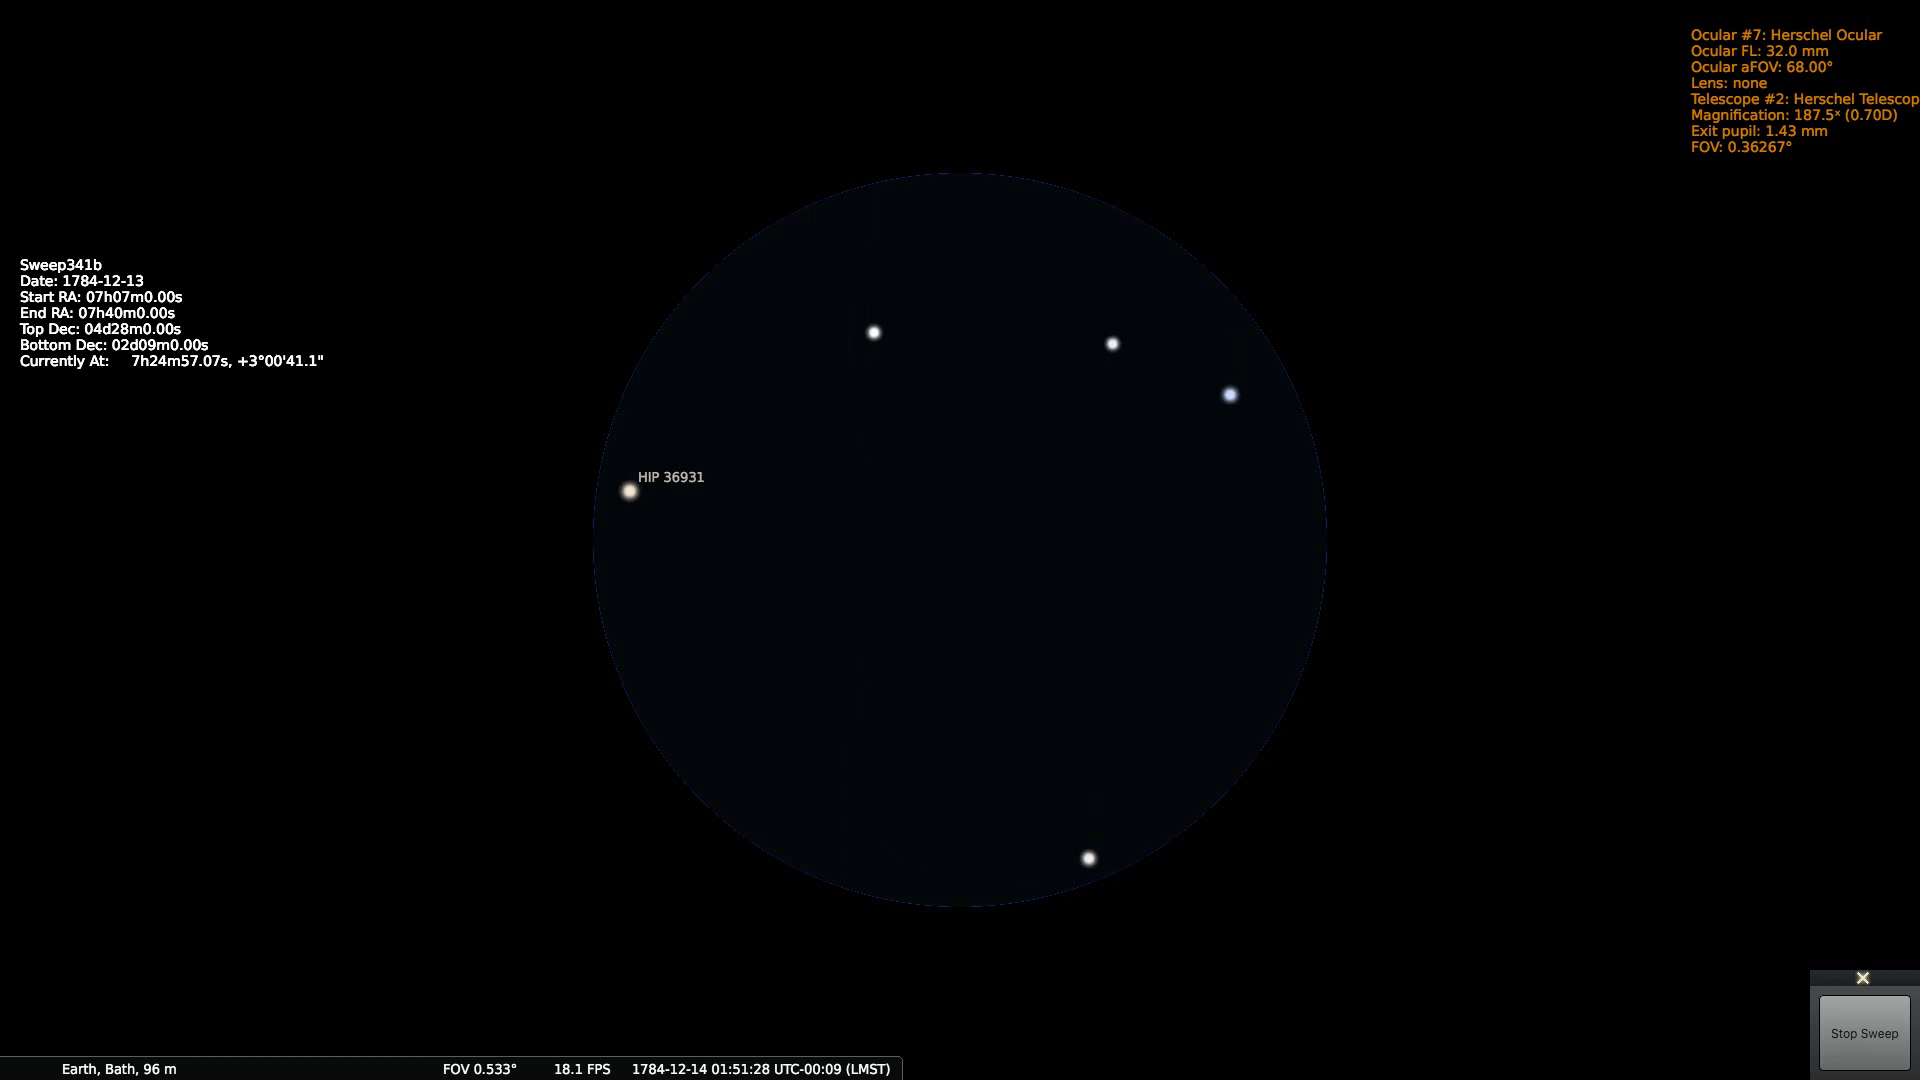 Ocular #7: Herschel Ocular
Ocular FL: 32.0 mm
Ocular aFOV: 68.00°
Lens: none
Telescope #2: Herschel Telescop
Magnification: 187.5ˣ (0.70D)
Exit pupil: 1.43 mm
FOV: 0.36267°
Sweep341b
Date: 1784-12-13
Start RA: 07h07m0.00s
End RA: 07h40m0.00s
Top Dec: 04d28m0.00s
Bottom Dec: 02d09m0.00s
Currently At: 7h24m57.07s, +3°00'41.1"
HIP 36931
Stop Sweep
Earth, Bath, 96 m FOV 0.533° 18.1 FPS 1784-12-14 01:51:28 UTC-00:09 (LMST)